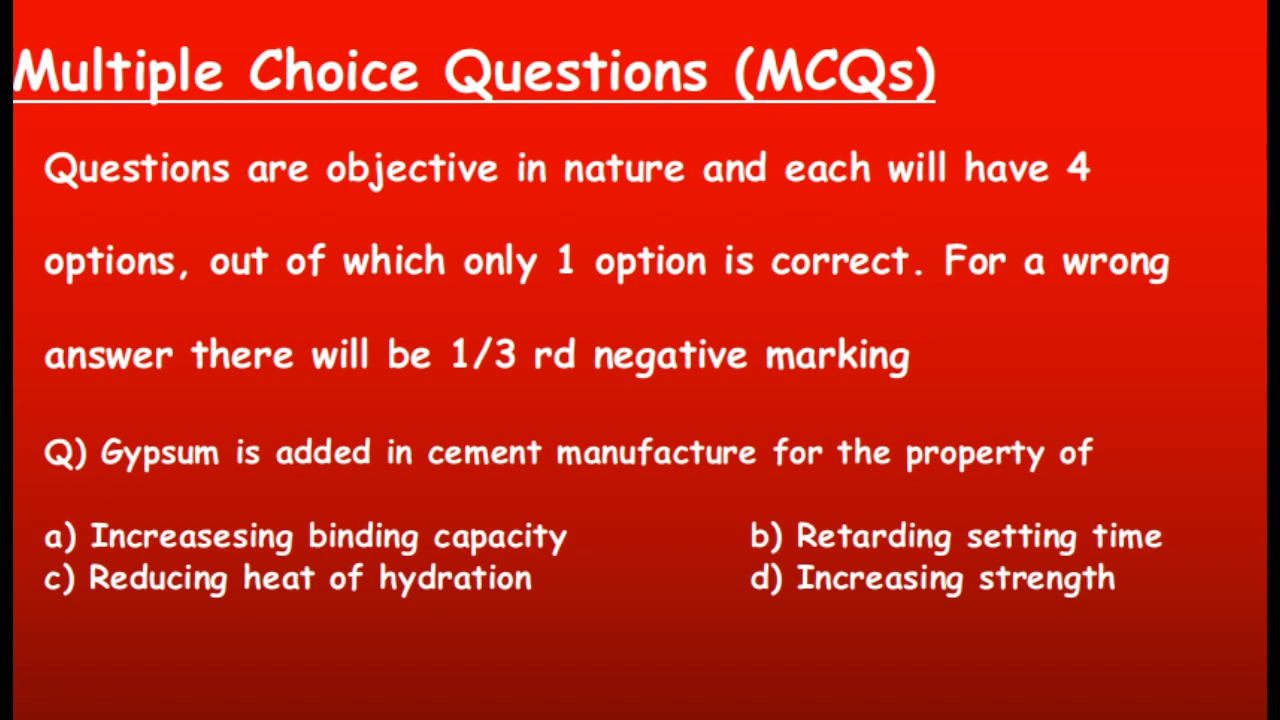 Multiple Choice Questions (MCQs)
Questions are objective in nature and each will have 4
options, out of which only 1 option is correct. For a wrong
answer there will be 1/3 rd negative marking
Q) Gypsum is added in cement manufacture for the property of
a) Increasesing binding capacity b) Retarding setting time
c) Reducing heat of hydration d) Increasing strength